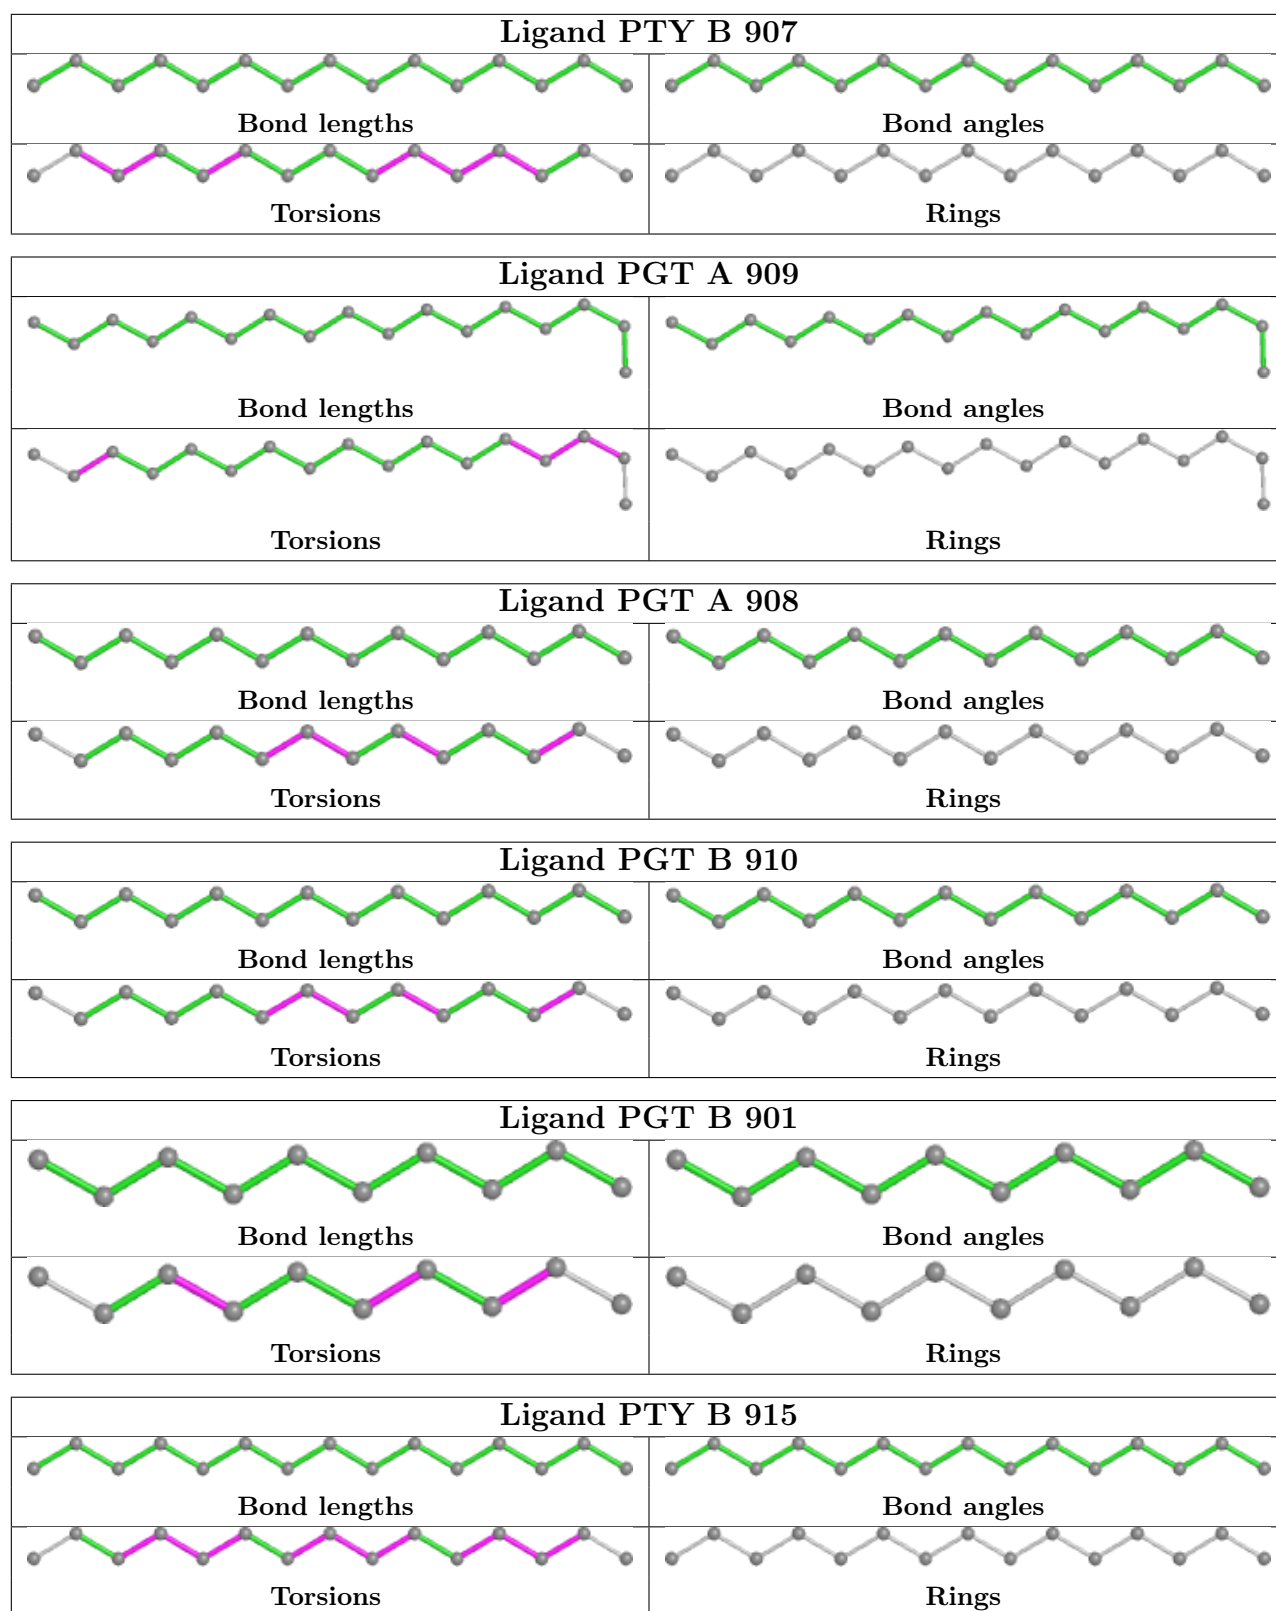 Ligand PTY B 907
Bond lengths
Bond angles
Torsions
Rings
Ligand PGT A 909
Bond lengths
Bond angles
Torsions
Rings
Ligand PGT A 908
Bond lengths
Bond angles
Torsions
Rings
Ligand PGT B 910
Bond lengths
Bond angles
Torsions
Rings
Ligand PGT B 901
Bond lengths
Bond angles
Torsions
Rings
Ligand PTY B 915
Bond lengths
Bond angles
Torsions
Rings